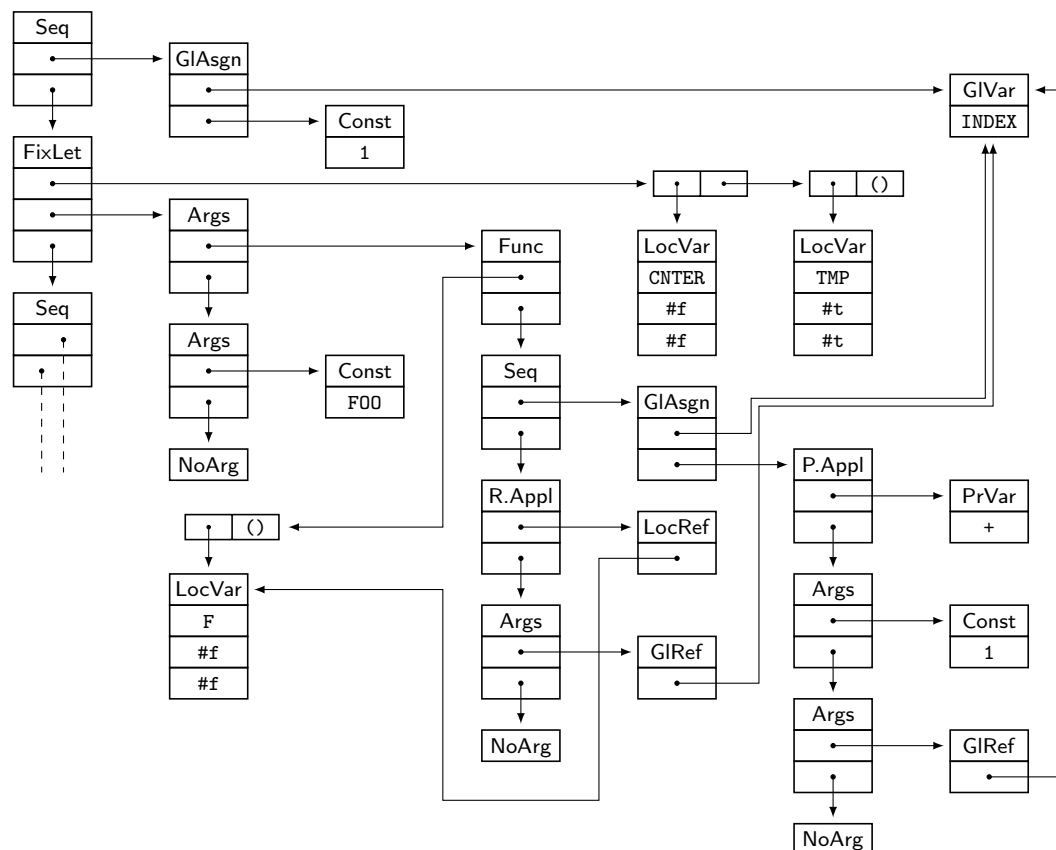 Seq
GlAsgn
GlVar
INDEX
Const
1
FixLet
()
Args
Func
LocVar
CNTER
#f
#f
LocVar
TMP
#t
#t
Seq
Args
Const
FOO
Seq
GlAsgn
NoArg
P.Appl
R.Appl
PrVar
+
()
LocRef
LocVar
F
#f
#f
Args
Const
1
Args
GlRef
Args
GlRef
NoArg
NoArg